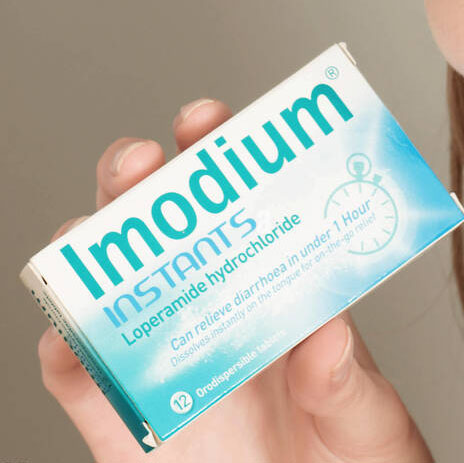 Imodium®
INSTANTS
Loperamide hydrochloride
Can relieve diarrhoea in under 1 Hour
Dissolves instantly on the tongue for on-the-go relief
12 Orodispersible tablets